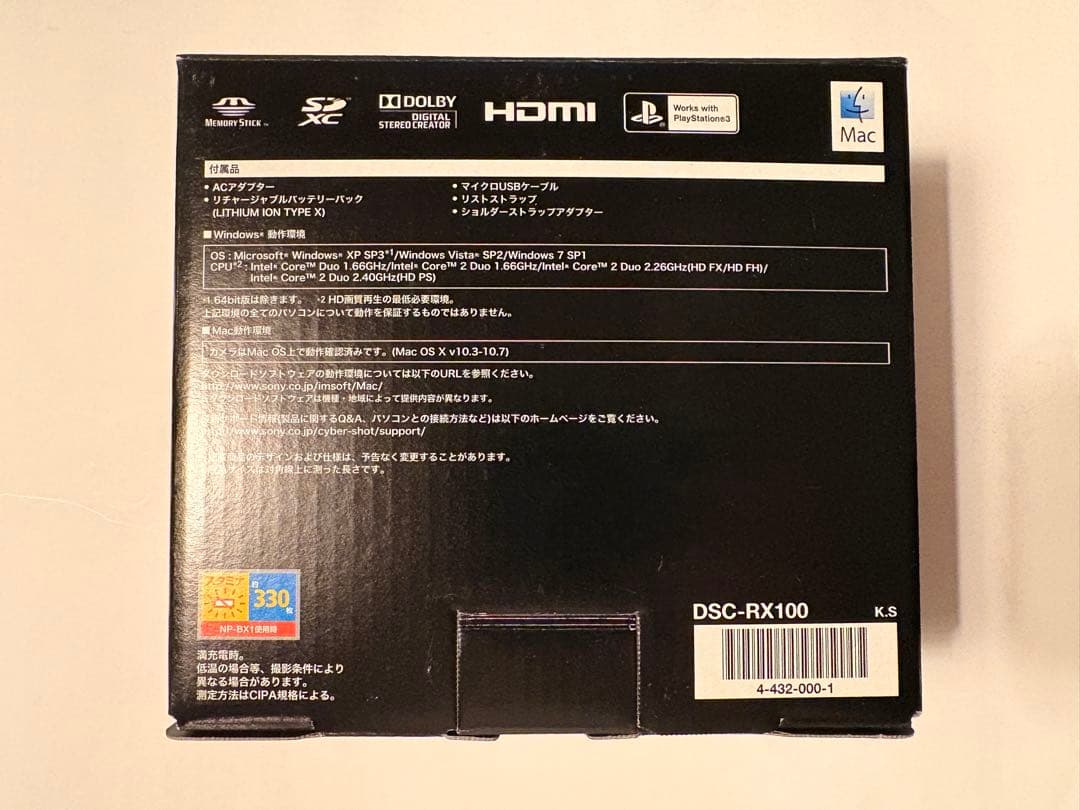 MEMORY STICK™
SD XC™
DOLBY
DIGITAL
STEREO CREATOR
HDMI
Works with
PlayStation®3
Mac
付属品
• ACアダプター
• リチャージャブルバッテリーパック
(LITHIUM ION TYPE X)
• マイクロUSBケーブル
• リストストラップ
• ショルダーストラップアダプター
■Windows® 動作環境
OS : Microsoft® Windows® XP SP3*1/Windows Vista® SP2/Windows 7 SP1
CPU*2 : Intel® Core™ Duo 1.66GHz/Intel® Core™ 2 Duo 1.66GHz/Intel® Core™ 2 Duo 2.26GHz(HD FX/HD FH)/
Intel® Core™ 2 Duo 2.40GHz(HD PS)
*1 64bit版は除きます。 *2 HD画質再生の最低必要環境。
上記環境の全てのパソコンについて動作を保証するものではありません。
■Mac動作環境
カメラはMac OS上で動作確認済みです。(Mac OS X v10.3-10.7)
ダウンロードソフトウェアの動作環境については以下のURLを参照ください。
http://www.sony.co.jp/imsoft/Mac/
ダウンロードソフトウェアは機種・地域によって提供内容が異なります。
情報(製品に関するQ&A、パソコンとの接続方法など)は以下のホームページをご覧ください。
www.sony.co.jp/cyber-shot/support/
デザインおよび仕様は、予告なく変更することがあります。
サイズは対角線上に測った長さです。
スタミナ
約
330
枚
NP-BX1使用時
満充電時。
低温の場合等、撮影条件により
異なる場合があります。
測定方法はCIPA規格による。
DSC-RX100
K.S
4-432-000-1